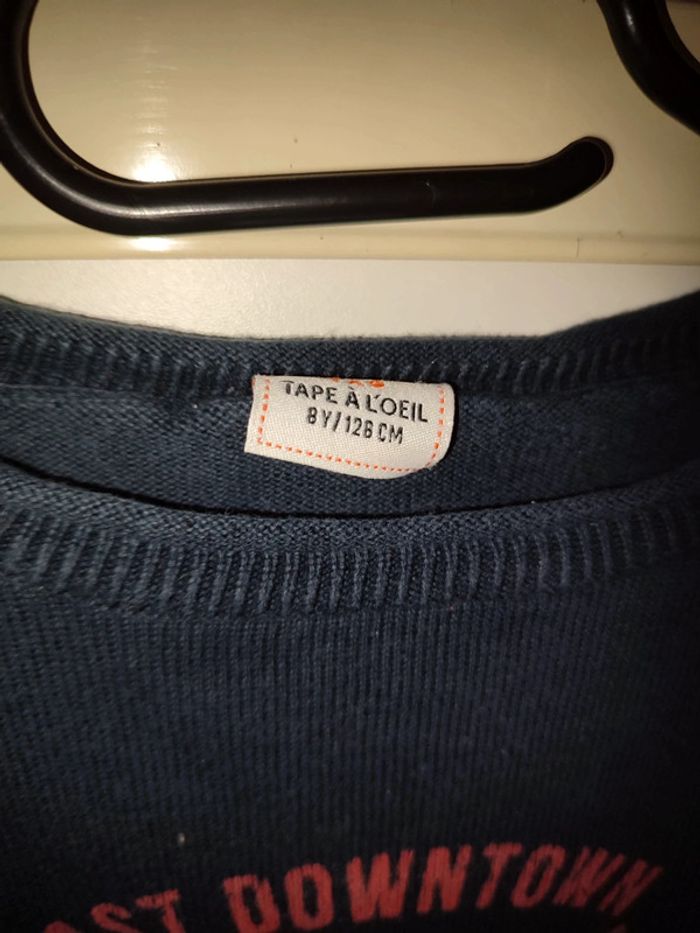 TAPE À L'OEIL
8Y/128 CM
DOWNTOWN